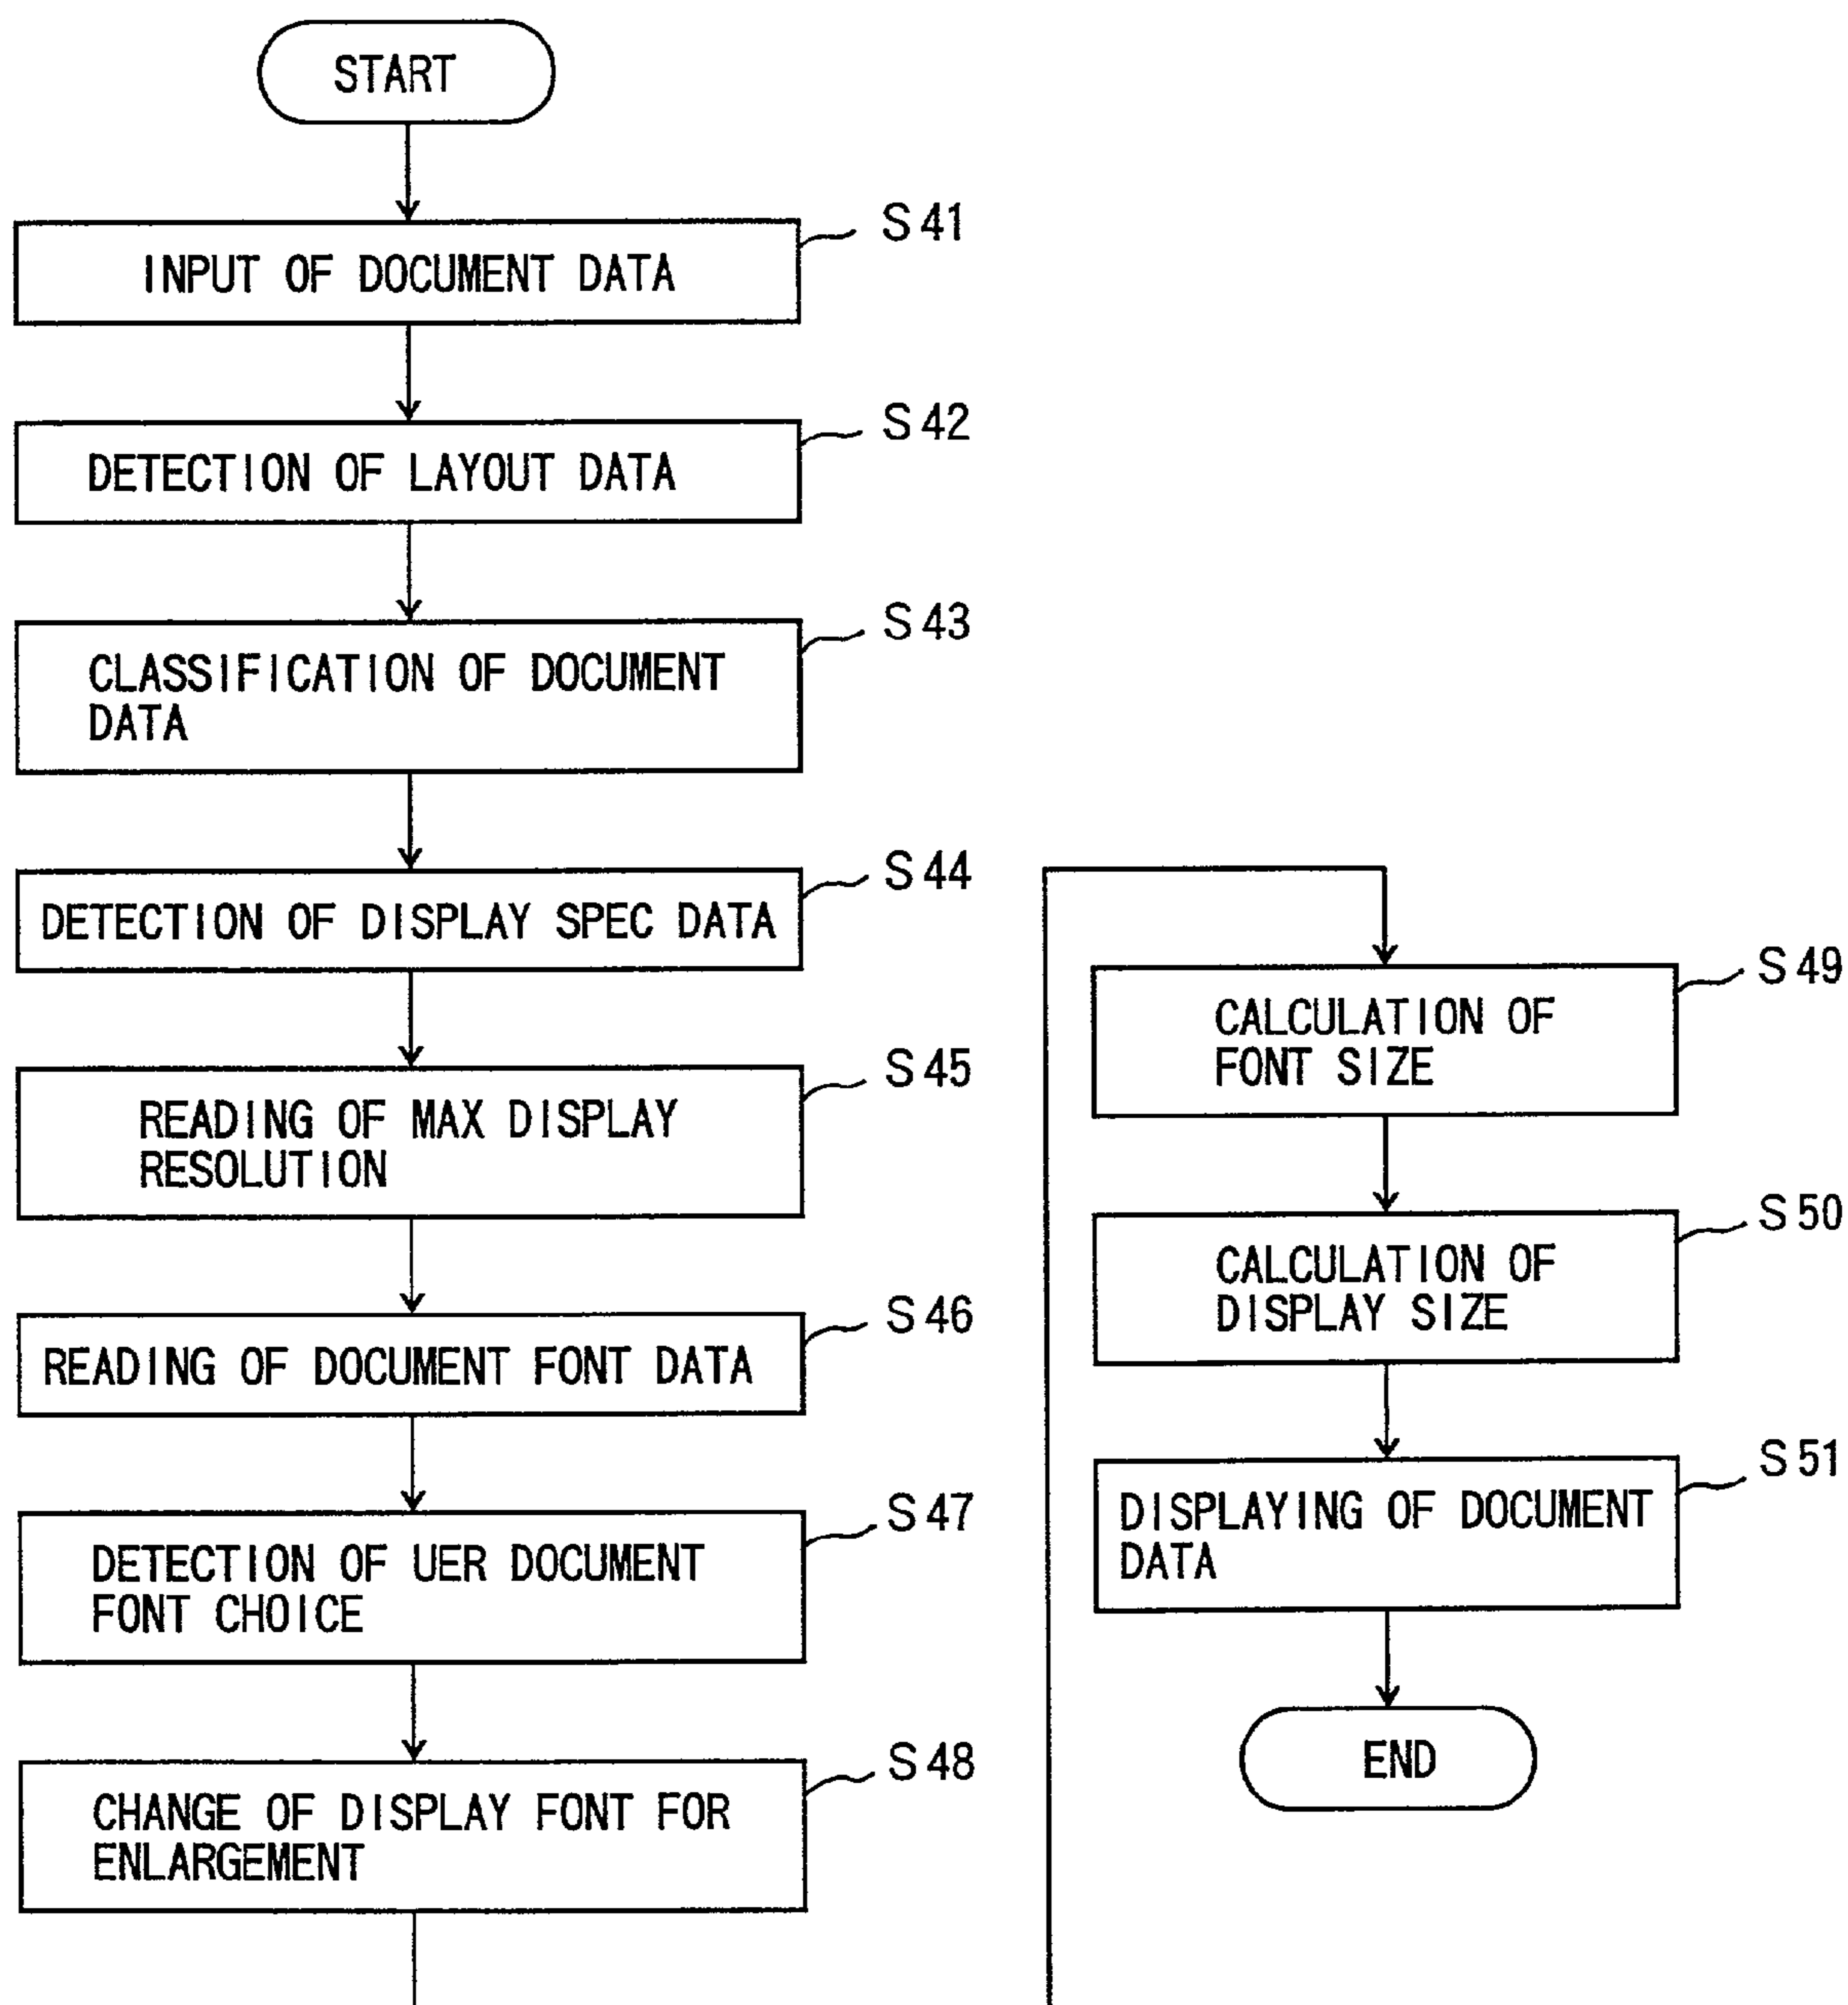 START
S41
INPUT OF DOCUMENT DATA
S42
DETECTION OF LAYOUT DATA
S43
CLASSIFICATION OF DOCUMENT
DATA
S44
DETECTION OF DISPLAY SPEC DATA
S45
READING OF MAX DISPLAY
RESOLUTION
S46
READING OF DOCUMENT FONT DATA
S47
DETECTION OF UER DOCUMENT
FONT CHOICE
S48
CHANGE OF DISPLAY FONT FOR
ENLARGEMENT
S49
CALCULATION OF
FONT SIZE
S50
CALCULATION OF
DISPLAY SIZE
S51
DISPLAYING OF DOCUMENT
DATA
END